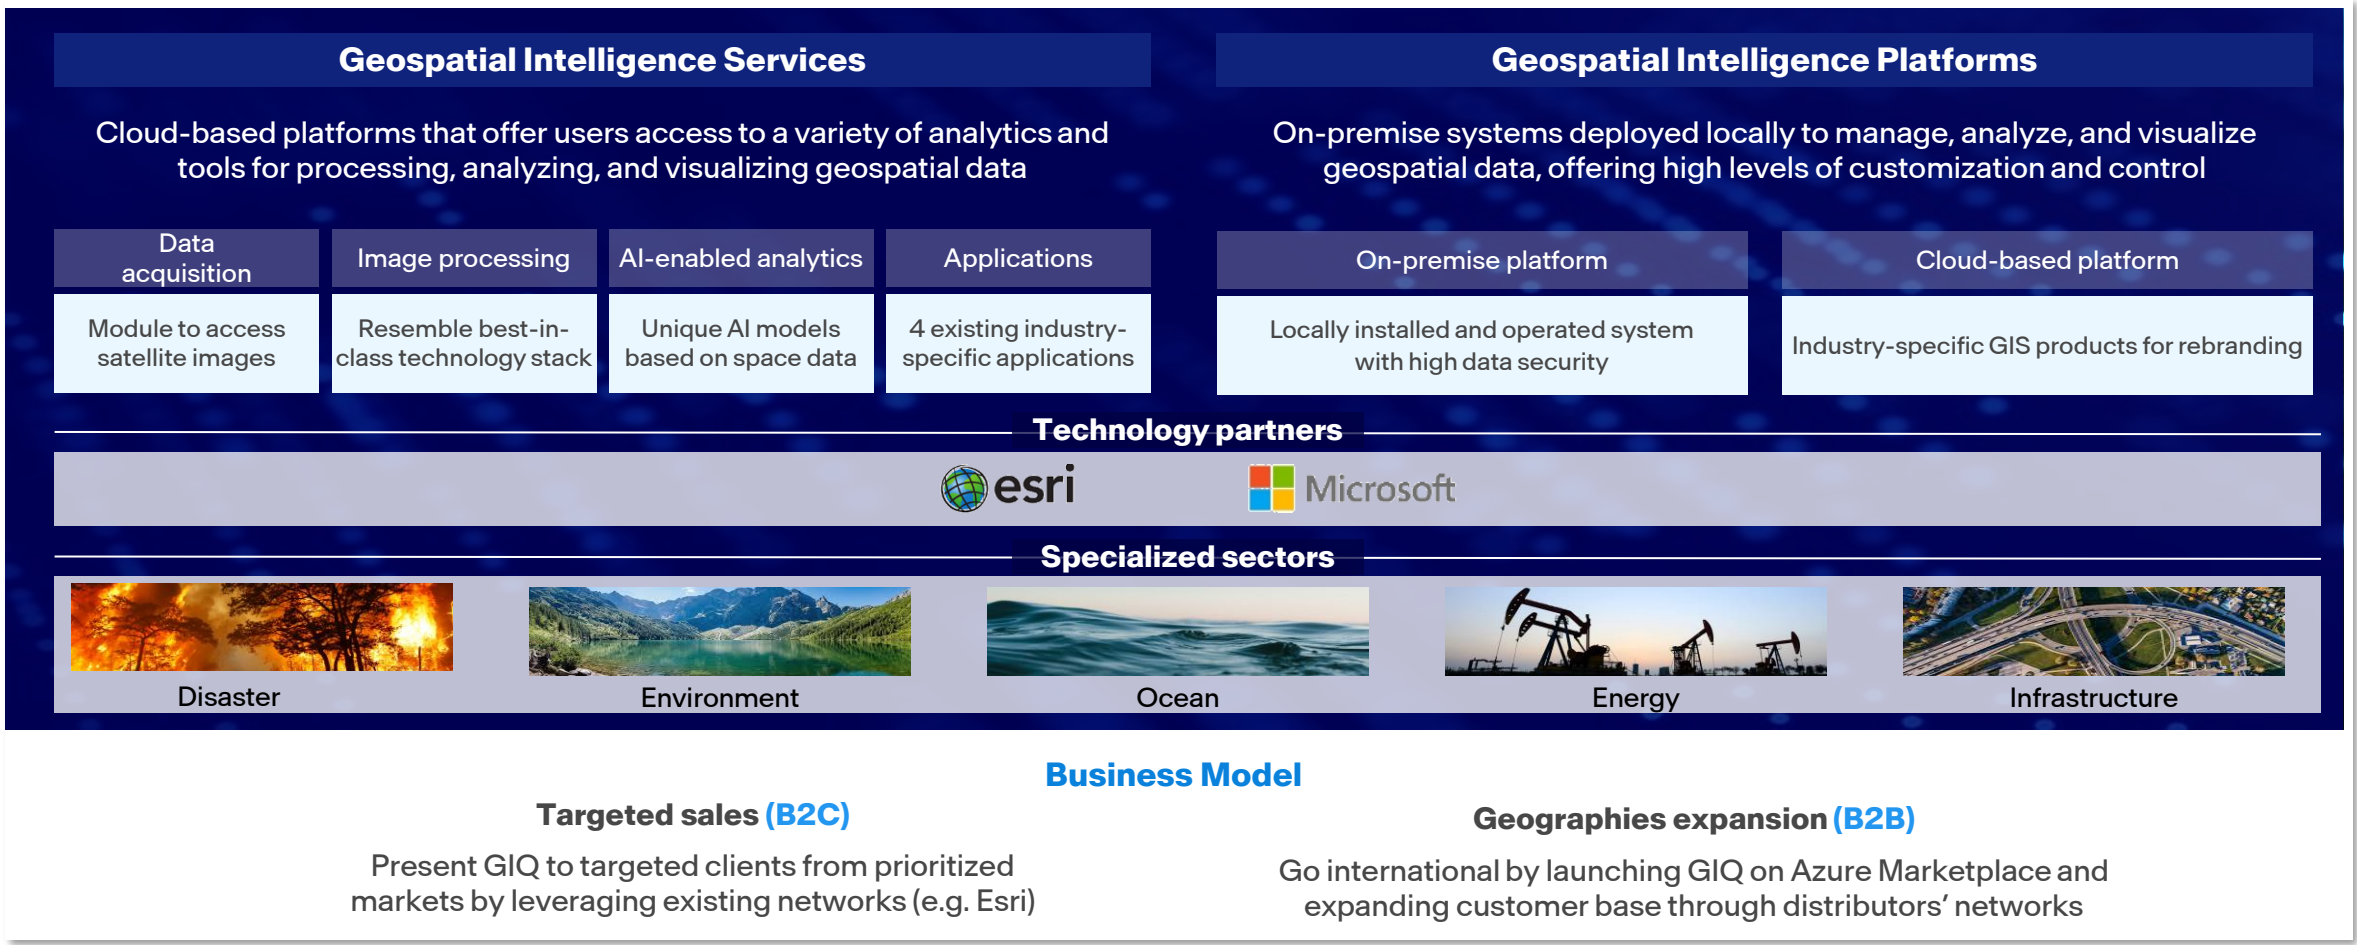 Geospatial Intelligence Services
Cloud-based platforms that offer users access to a variety of analytics and
tools for processing, analyzing, and visualizing geospatial data
Data
acquisition
Module to access
satellite images
Image processing
Resemble best-in-
class technology stack
AI-enabled analytics
Unique AI models
based on space data
Applications
4 existing industry-
specific applications
Geospatial Intelligence Platforms
On-premise systems deployed locally to manage, analyze, and visualize
geospatial data, offering high levels of customization and control
On-premise platform
Locally installed and operated system
with high data security
Cloud-based platform
Industry-specific GIS products for rebranding
Technology partners
esri
Microsoft
Specialized sectors
Disaster
Environment
Ocean
Energy
Infrastructure
Business Model
Targeted sales (B2C)
Present GIQ to targeted clients from prioritized
markets by leveraging existing networks (e.g. Esri)
Geographies expansion (B2B)
Go international by launching GIQ on Azure Marketplace and
expanding customer base through distributors’ networks